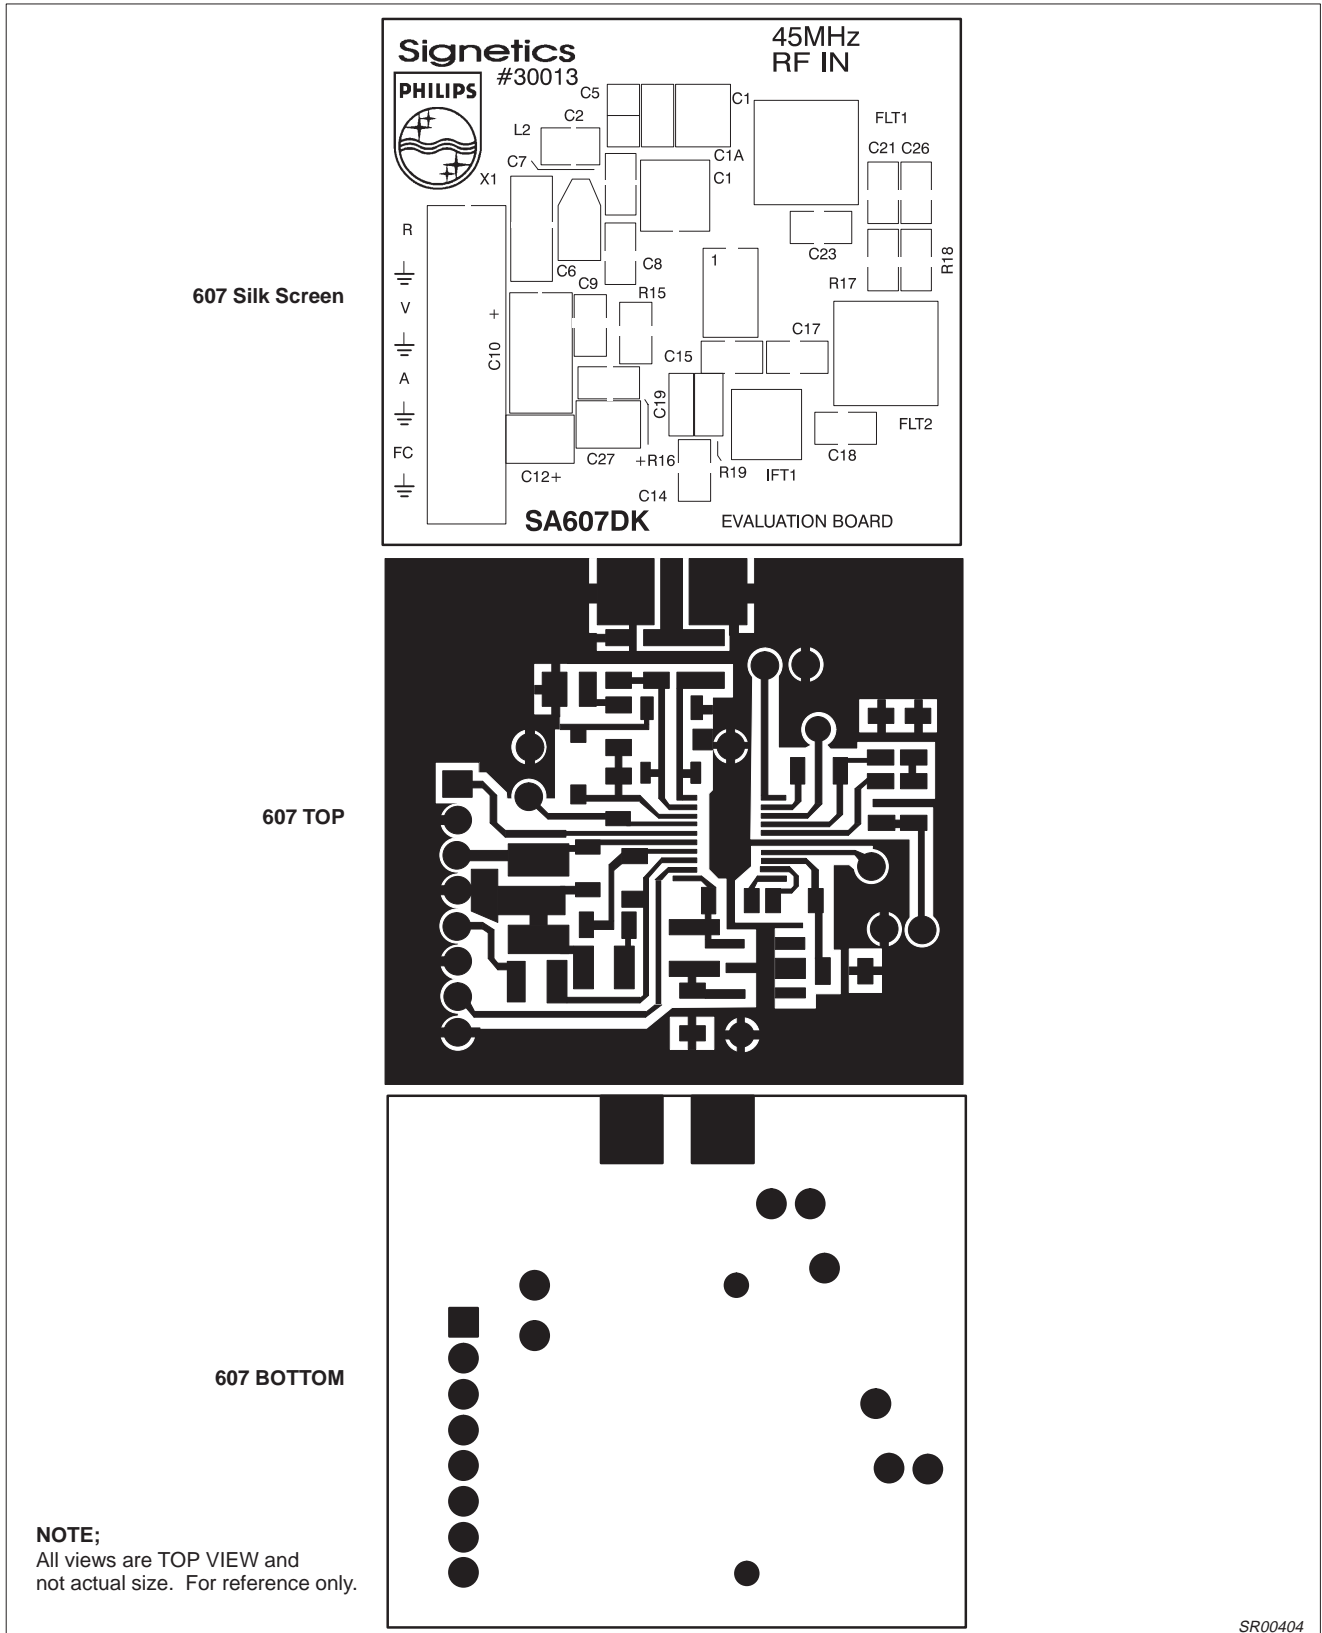 Signetics
#30013
45MHz
RF IN
PHILIPS
C5
C1
FLT1
L2
C2
C21 C26
C7
C1A
X1
C1
R
C23
R18
C6
C8
1
R17
C9
607 Silk Screen
R15
V
+
C10
C17
C15
A
C19
FLT2
FC
+R16
C18
C12+
C27
R19
IFT1
C14
SA607DK
EVALUATION BOARD
607 TOP
607 BOTTOM
NOTE;
All views are TOP VIEW and
not actual size. For reference only.
SR00404